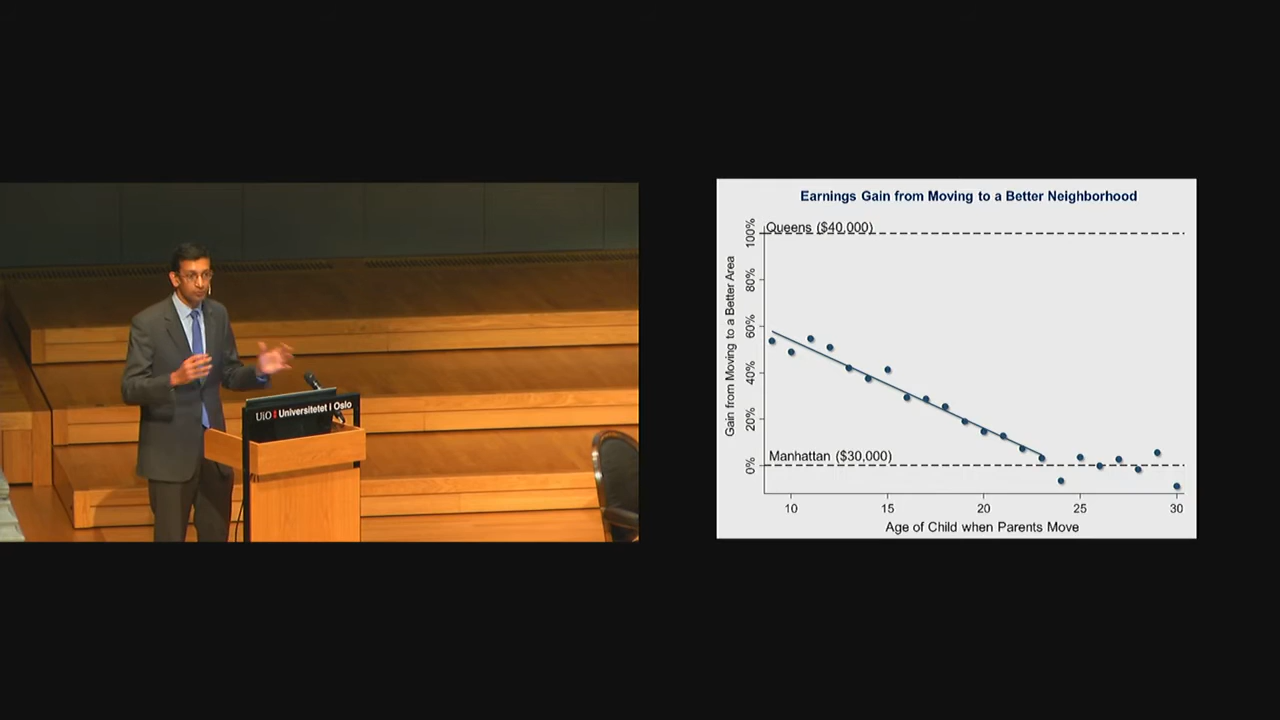 UiO Universitetet i Oslo
Earnings Gain from Moving to a Better Neighborhood
Gain from Moving to a Better Area
100%
80%
60%
40%
20%
0%
Queens ($40,000)
Manhattan ($30,000)
10
15
20
25
30
Age of Child when Parents Move